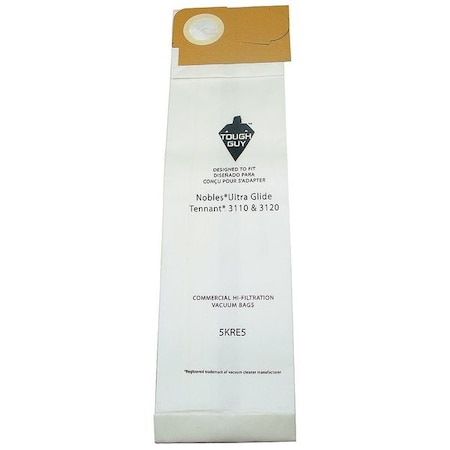 TOUGH
GUY™
DESIGNED TO FIT
DISEÑADO PARA
CONÇU POUR S'ADAPTER
Nobles*Ultra Glide
Tennant* 3110 & 3120
COMMERCIAL HI-FILTRATION
VACUUM BAGS
5KRE5
*Registered trademark of vacuum cleaner manufacturer